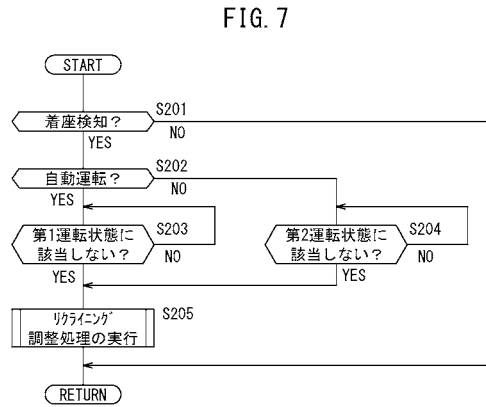 FIG. 7
START
着座検知？
S201
NO
YES
自動運転？
S202
NO
YES
第1運転状態に
該当しない？
S203
NO
YES
第2運転状態に
該当しない？
S204
NO
YES
ﾘｸﾗｲﾆﾝｸﾞ
調整処理の実行
S205
RETURN